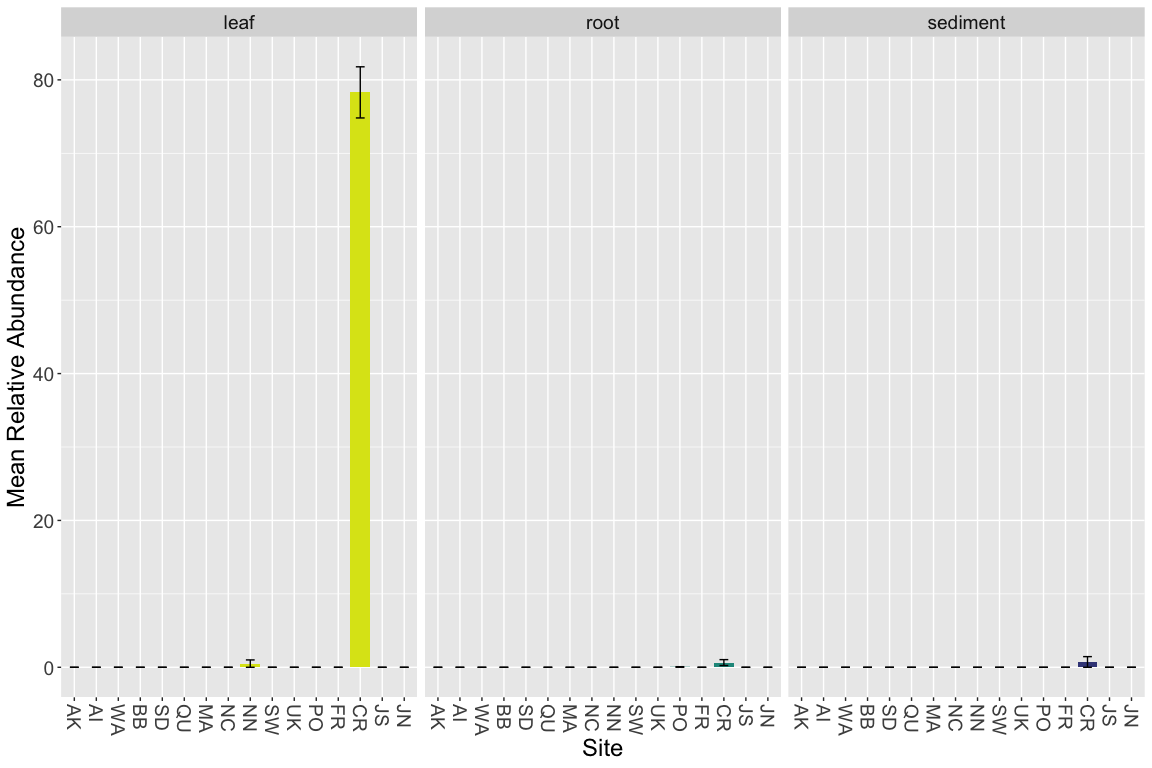 leaf root sediment
Mean Relative Abundance
80
60
40
20
0
AK AI WA BB SD QU MA NC NN SW UK PO FR CR JS JN
AK AI WA BB SD QU MA NC NN SW UK PO FR CR JS JN
AK AI WA BB SD QU MA NC NN SW UK PO FR CR JS JN
Site